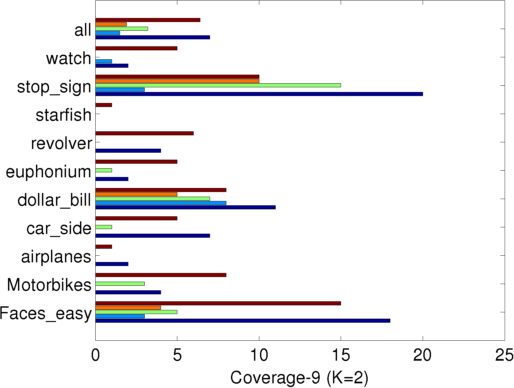 all
watch
stop_sign
starfish
revolver
euphonium
dollar_bill
car_side
airplanes
Motorbikes
Faces_easy
0 5 10 15 20 25
Coverage-9 (K=2)